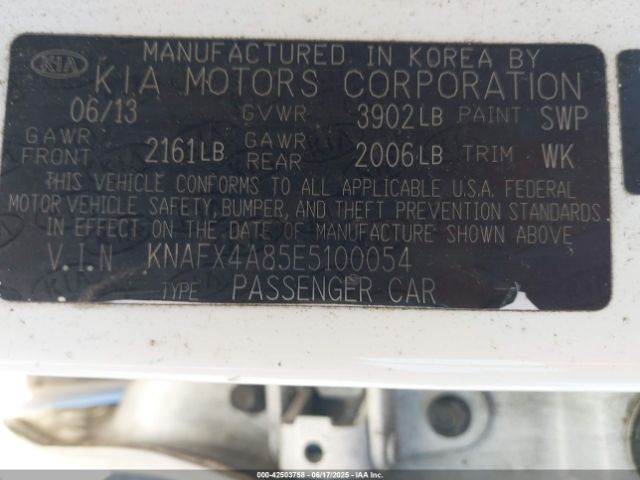 KIA
MANUFACTURED IN KOREA BY
KIA MOTORS CORPORATION
06/13 GVWR 3902LB PAINT SWP
GAWR FRONT 2161LB GAWR REAR 2006LB TRIM WK
THIS VEHICLE CONFORMS TO ALL APPLICABLE U.S.A. FEDERAL
MOTOR VEHICLE SAFETY, BUMPER, AND THEFT PREVENTION STANDARDS
IN EFFECT ON THE DATE OF MANUFACTURE SHOWN ABOVE
V.I.N KNAFX4A85E5100054
TYPE PASSENGER CAR
000-42503758 - 06/17/2025 - IAA Inc.